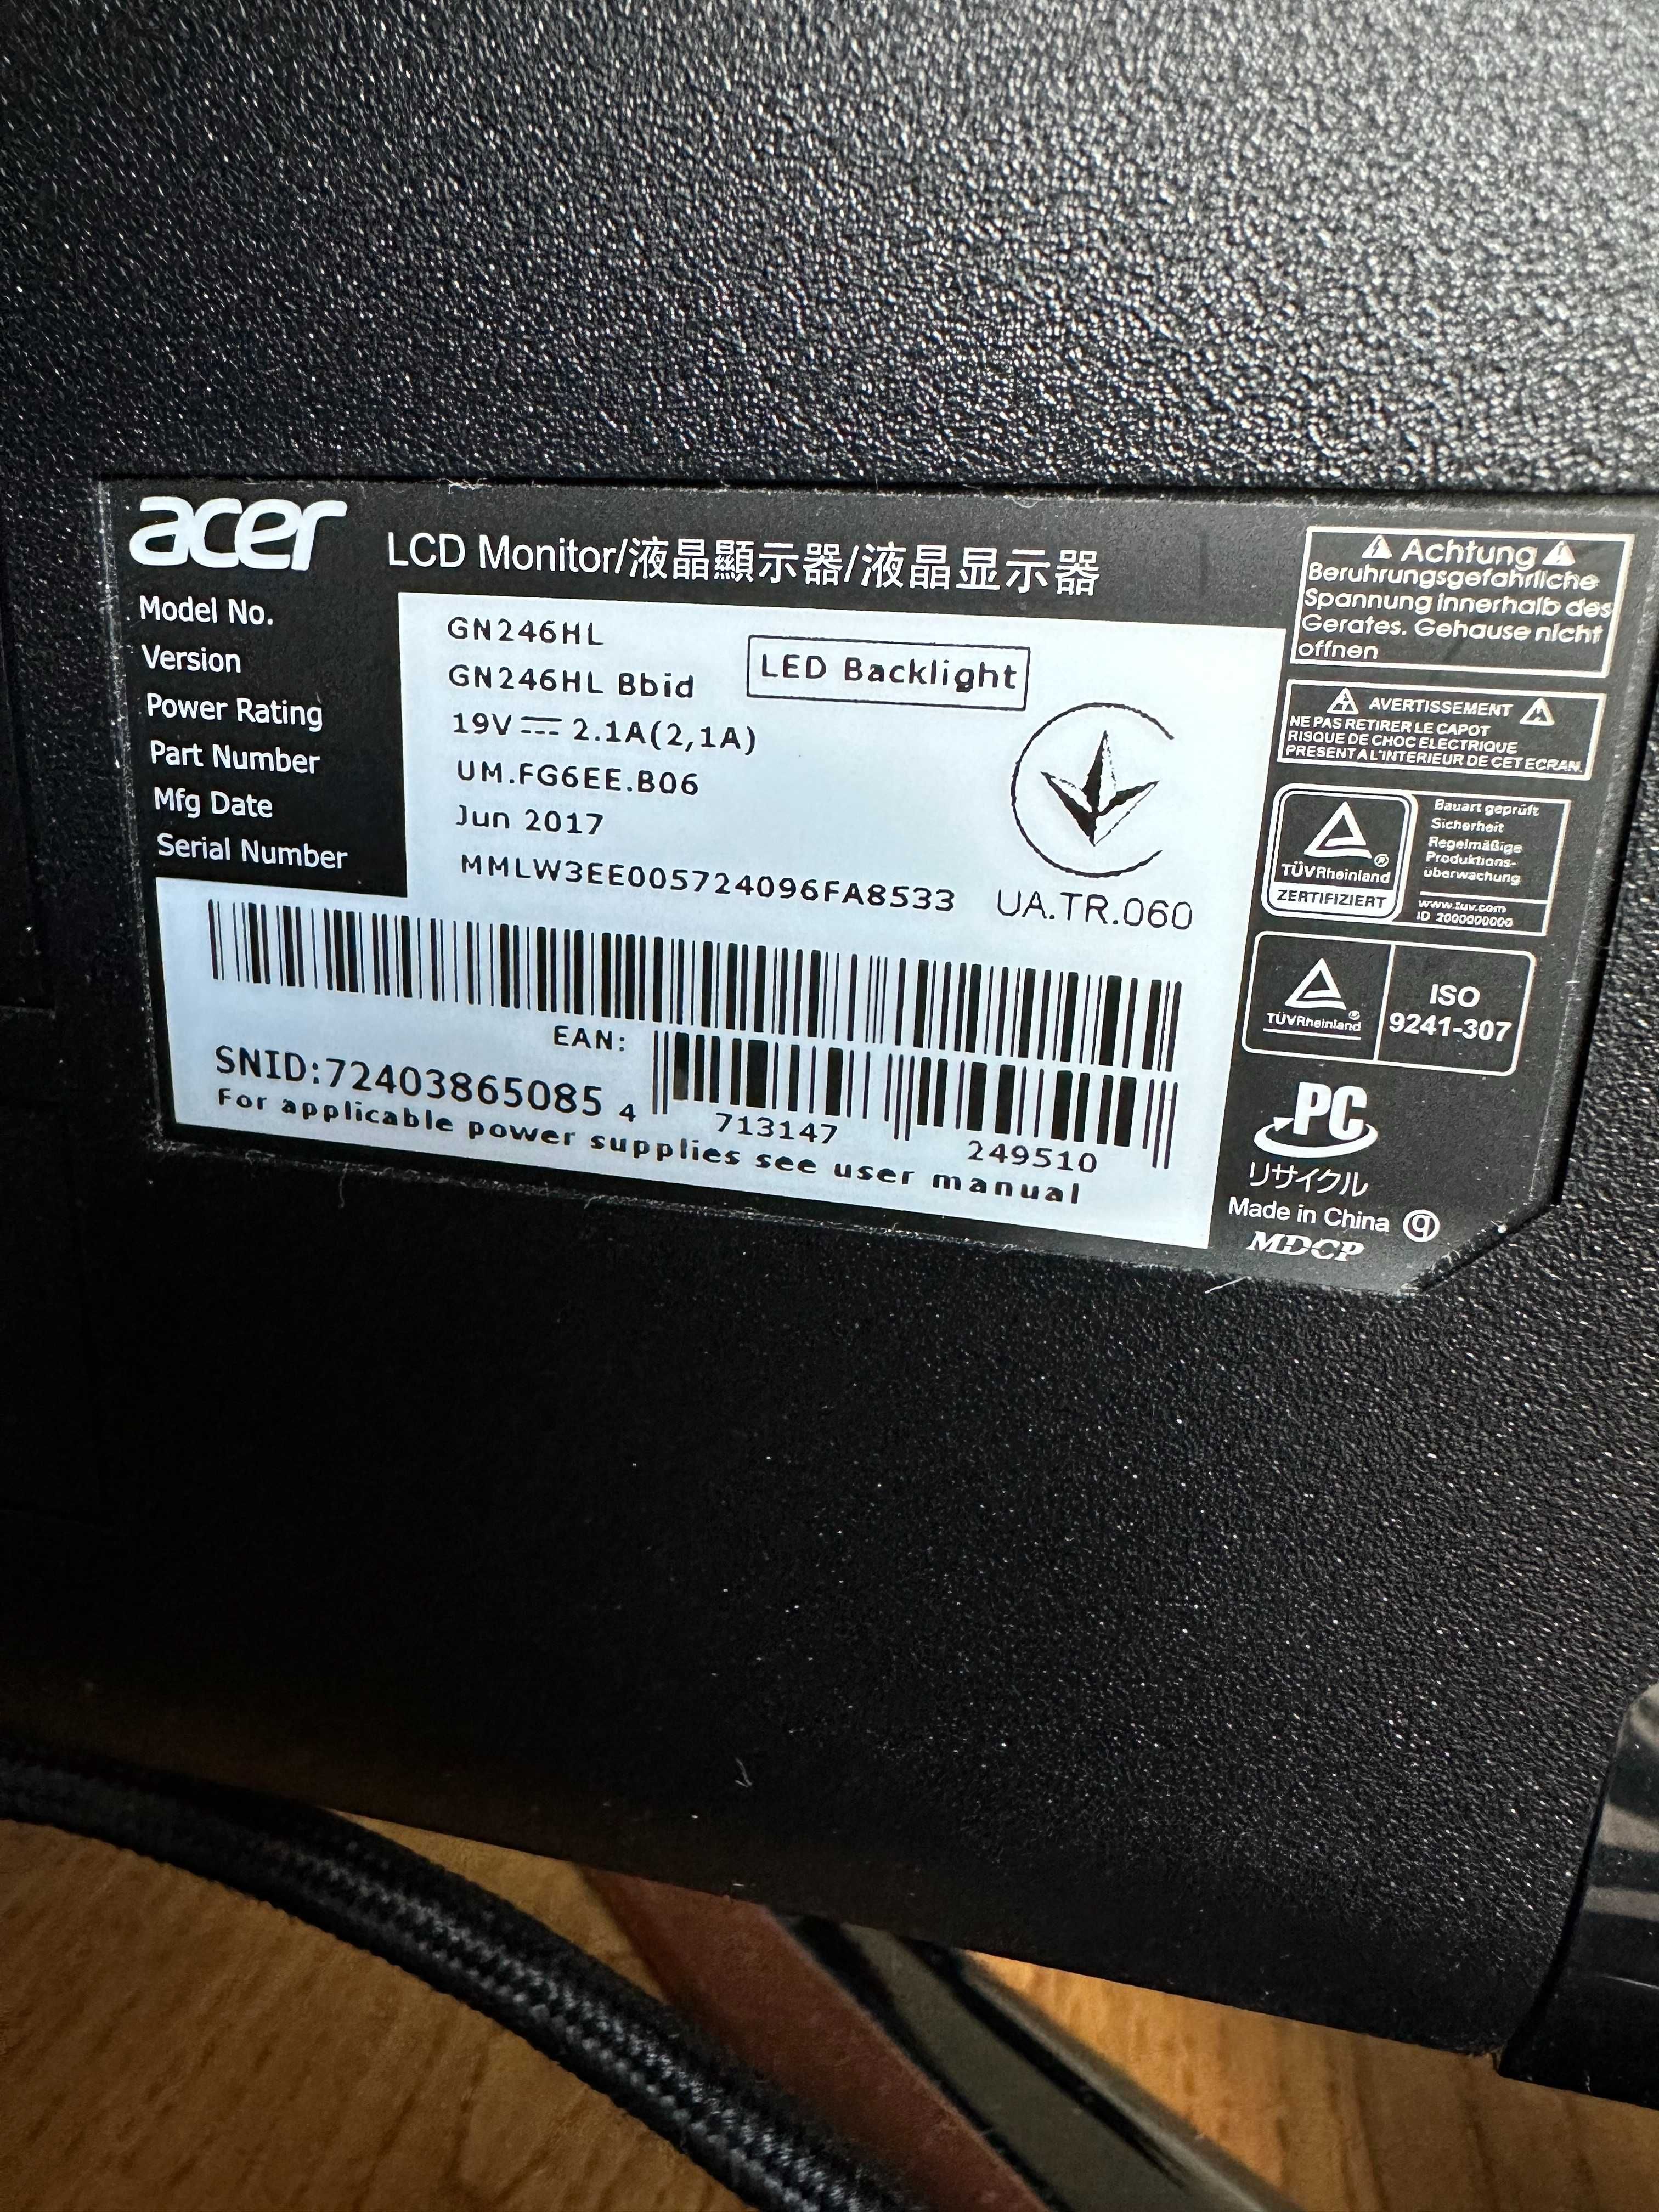 acer
LCD Monitor/液晶顯示器/液晶显示器
Model No. GN246HL
Version GN246HL Bbid
LED Backlight
Power Rating 19V⎓2.1A(2,1A)
Part Number UM.FG6EE.B06
Mfg Date Jun 2017
Serial Number MMLW3EE005724096FA8533
UA.TR.060
EAN:
SNID:72403865085
4 713147 249510
For applicable power supplies see user manual
Achtung
Beruhrungsgefahrliche
Spannung innerhalb des
Gerates. Gehause nicht
offnen
AVERTISSEMENT
NE PAS RETIRER LE CAPOT
RISQUE DE CHOC ELECTRIQUE
PRESENT A L'INTERIEUR DE CET ECRAN.
TÜVRheinland
ZERTIFIZIERT
Bauart geprüft
Sicherheit
Regelmäßige
Produktions-
überwachung
www.tuv.com
ID 2000000000
TÜVRheinland
ISO
9241-307
PC
リサイクル
Made in China q
MDCP